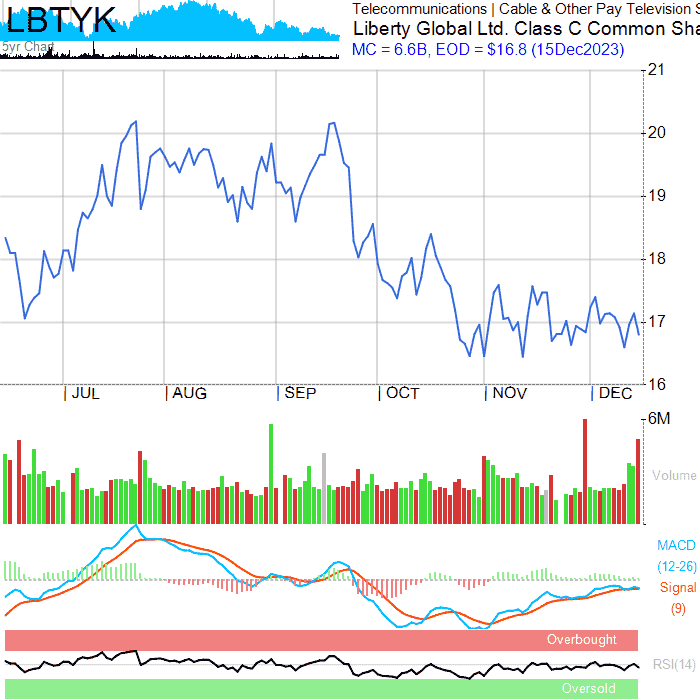 LBTYK
5yr Chart
Telecommunications | Cable & Other Pay Television S
Liberty Global Ltd. Class C Common Sha
MC = 6.6B, EOD = $16.8 (15Dec2023)
21
20
19
18
17
16
| JUL | AUG | SEP | OCT | NOV | DEC
6M
Volume
MACD
(12-26)
Signal
(9)
Overbought
RSI(14)
Oversold